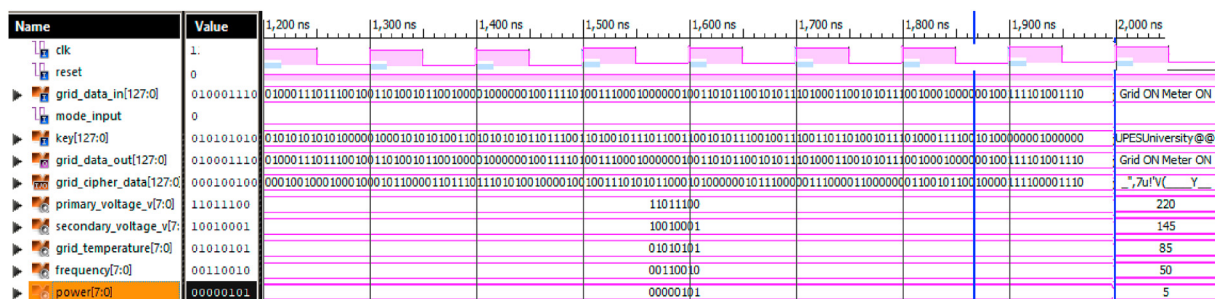 Name Value 1,200 ns 1,300 ns 1,400 ns 1,500 ns 1,600 ns 1,700 ns 1,800 ns 1,900 ns 2,000 ns
clk 1.
reset 0
grid_data_in[127:0] 010001110 01000111011100100110100101100100001000000100111101001110001000000100110101100101011101000110010101110010001000000100111101001110 Grid ON Meter ON
mode_input 0
key[127:0] 010101010 01010101010100000100010101010011010101010110111001101001011101100110010101110010011100110110100101110100011110010100000001000000 UPESUniversity@@
grid_data_out[127:0] 010001110 01000111011100100110100101100100001000000100111101001110001000000100110101100101011101000110010101110010001000000100111101001110 Grid ON Meter ON
grid_cipher_data[127:0 000100100
primary_voltage_v[7:0] 11011100 11011100 220
secondary_voltage_v[7: 10010001 10010001 145
grid_temperature[7:0] 01010101 01010101 85
frequency[7:0] 00110010 00110010 50
power[7:0] 00000101 00000101 5